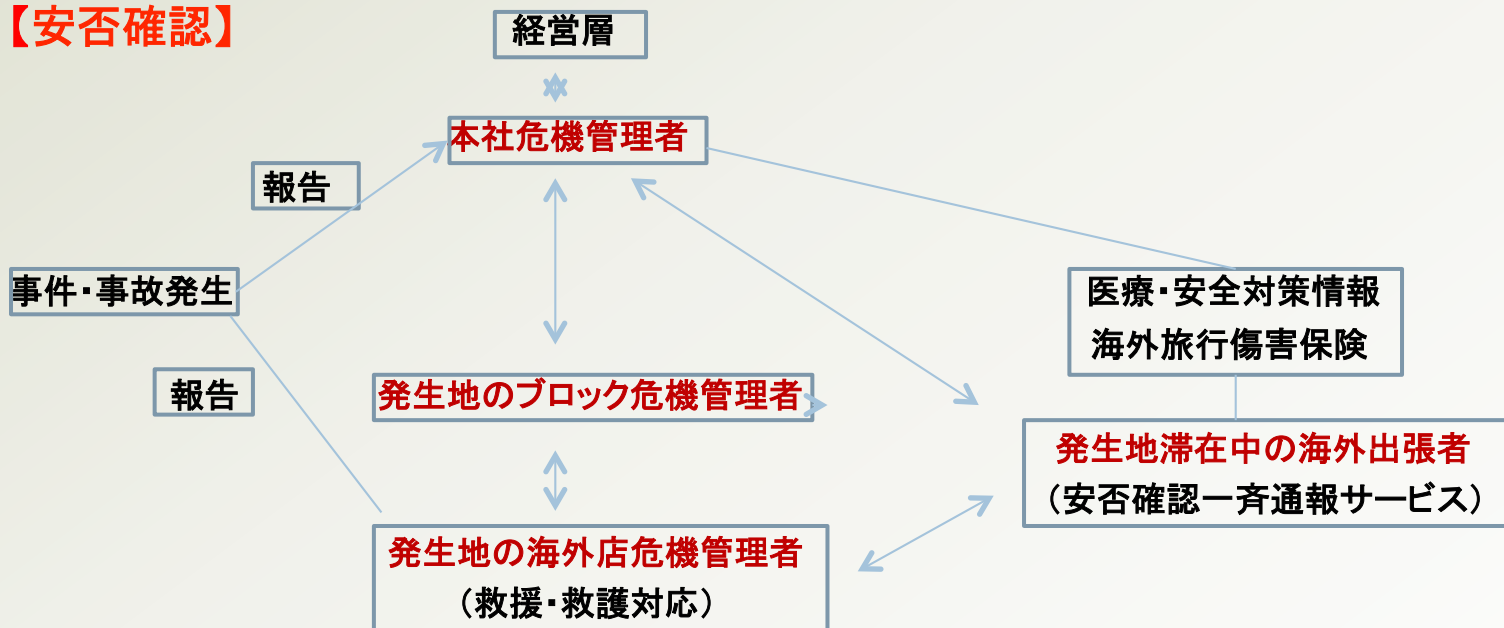 【安否確認】
経営層
本社危機管理者
報告
事件・事故発生
医療・安全対策情報
海外旅行傷害保険
報告
発生地のブロック危機管理者
発生地滞在中の海外出張者
（安否確認一斉通報サービス）
発生地の海外店危機管理者
（救援・救護対応）